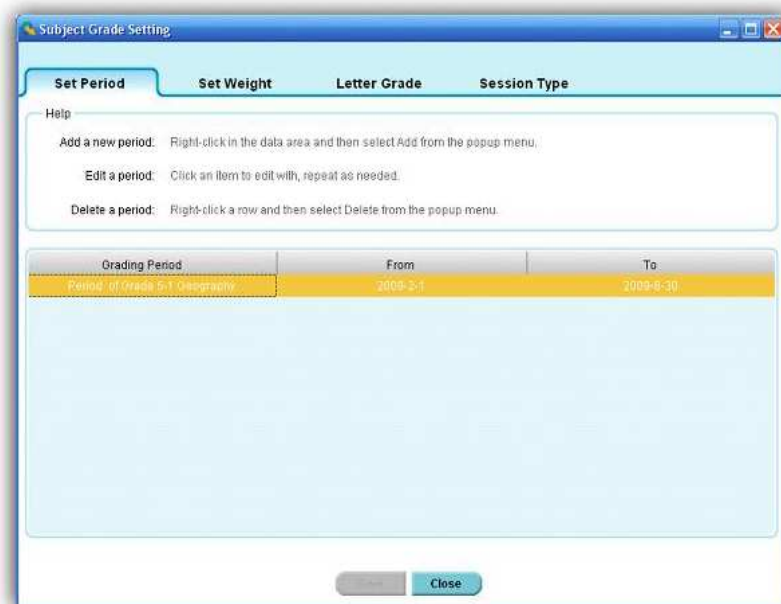 Subject Grade Setting
Set Period Set Weight Letter Grade Session Type
Help
Add a new period: Right-click in the data area and then select Add from the popup menu.
Edit a period: Click an item to edit with, repeat as needed.
Delete a period: Right-click a row and then select Delete from the popup menu.
Grading Period From To
Period of Grade 5-1 Geography 2009-2-1 2009-6-30
Close